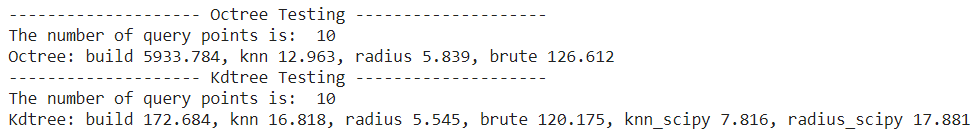 ------------------- Octree Testing -------------------
The number of query points is:  10
Octree: build 5933.784, knn 12.963, radius 5.839, brute 126.612
------------------- Kdtree Testing -------------------
The number of query points is:  10
Kdtree: build 172.684, knn 16.818, radius 5.545, brute 120.175, knn_scipy 7.816, radius_scipy 17.881